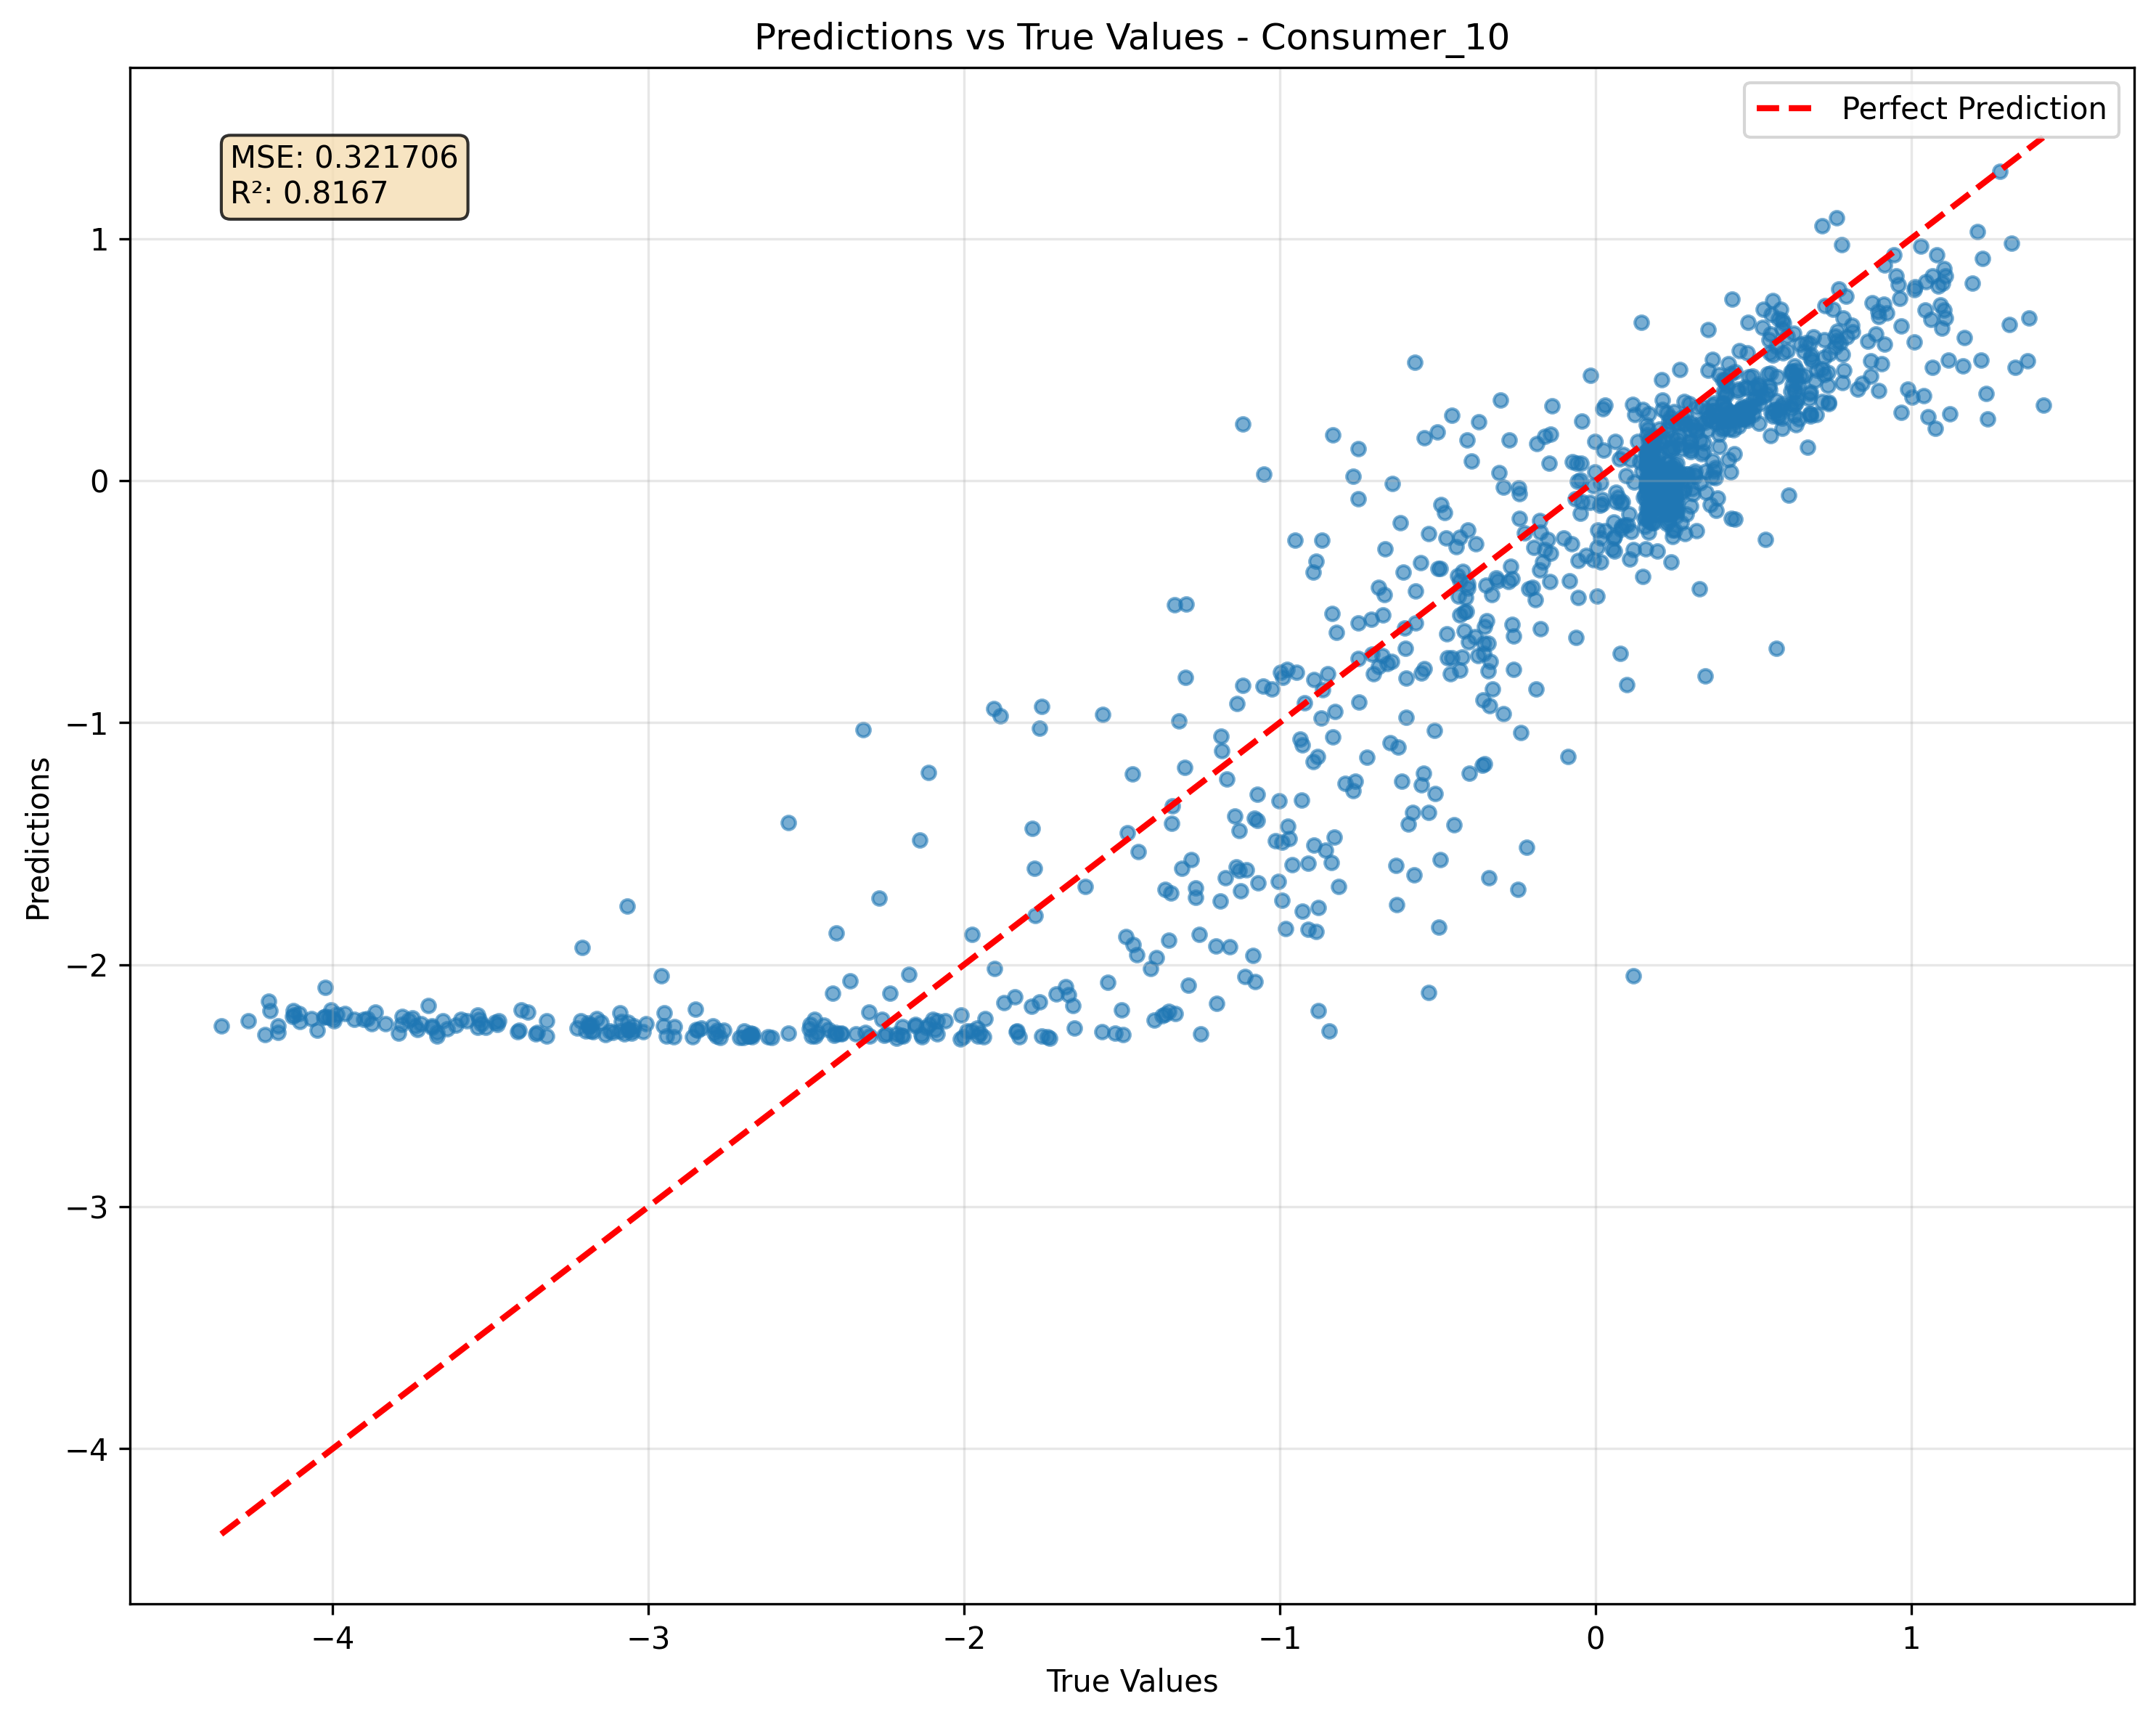 Predictions vs True Values - Consumer_10
Perfect Prediction
MSE: 0.321706
R²: 0.8167
1
0
−1
−2
−3
−4
Predictions
−4
−3
−2
−1
0
1
True Values